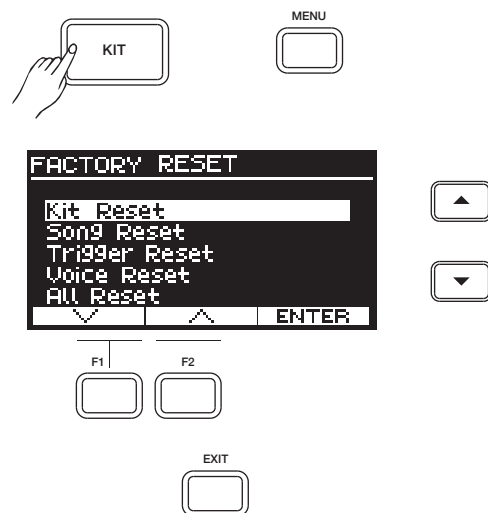 MENU
KIT
FACTORY RESET
Kit Reset
Song Reset
Trigger Reset
Voice Reset
All Reset
ENTER
F1 F2
EXIT